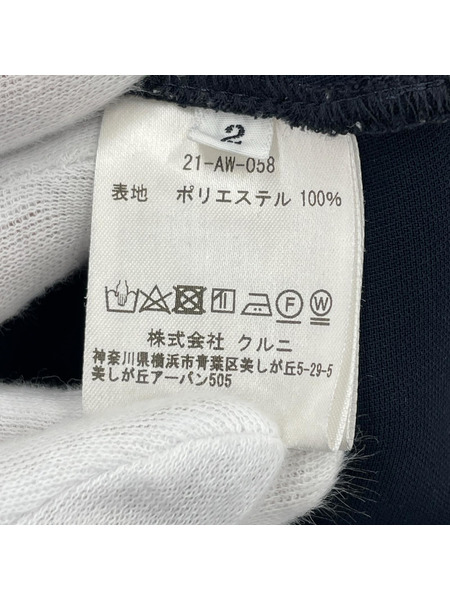 2
21-AW-058
表地 ポリエステル 100%
F W
株式会社 クルニ
神奈川県横浜市青葉区美しが丘5-29-5
美しが丘アーバン505